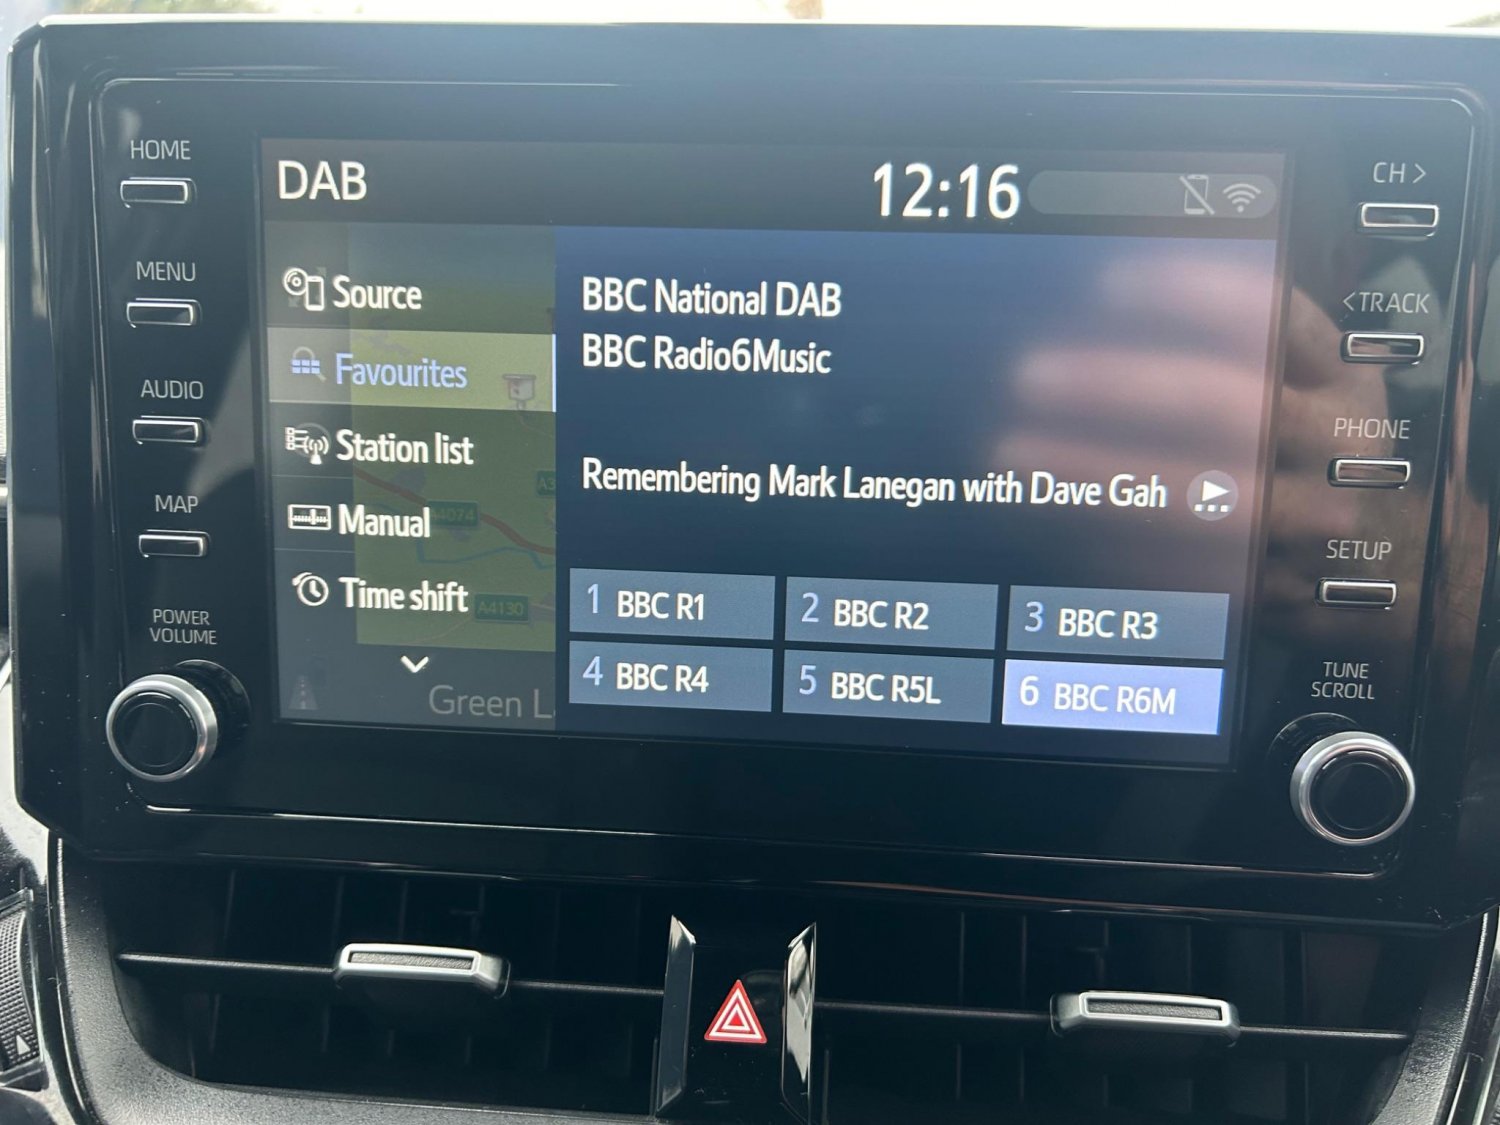 HOME
MENU
AUDIO
MAP
POWER
VOLUME
DAB
12:16
Source
Favourites
Station list
Manual
Time shift
A4074
A4130
Green L
BBC National DAB
BBC Radio6Music
Remembering Mark Lanegan with Dave Gah
1 BBC R1
2 BBC R2
3 BBC R3
4 BBC R4
5 BBC R5L
6 BBC R6M
CH >
< TRACK
PHONE
SETUP
TUNE
SCROLL